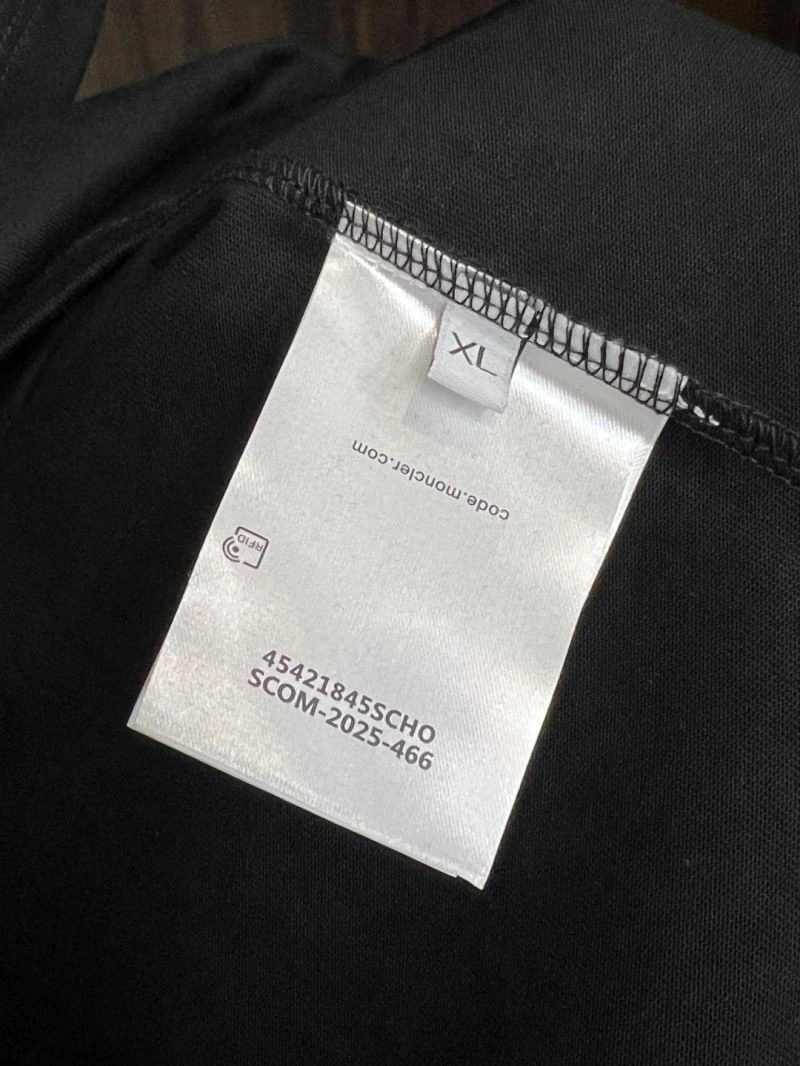 XL
code.moncler.com
RFID
45421845SCHO
SCOM-2025-466